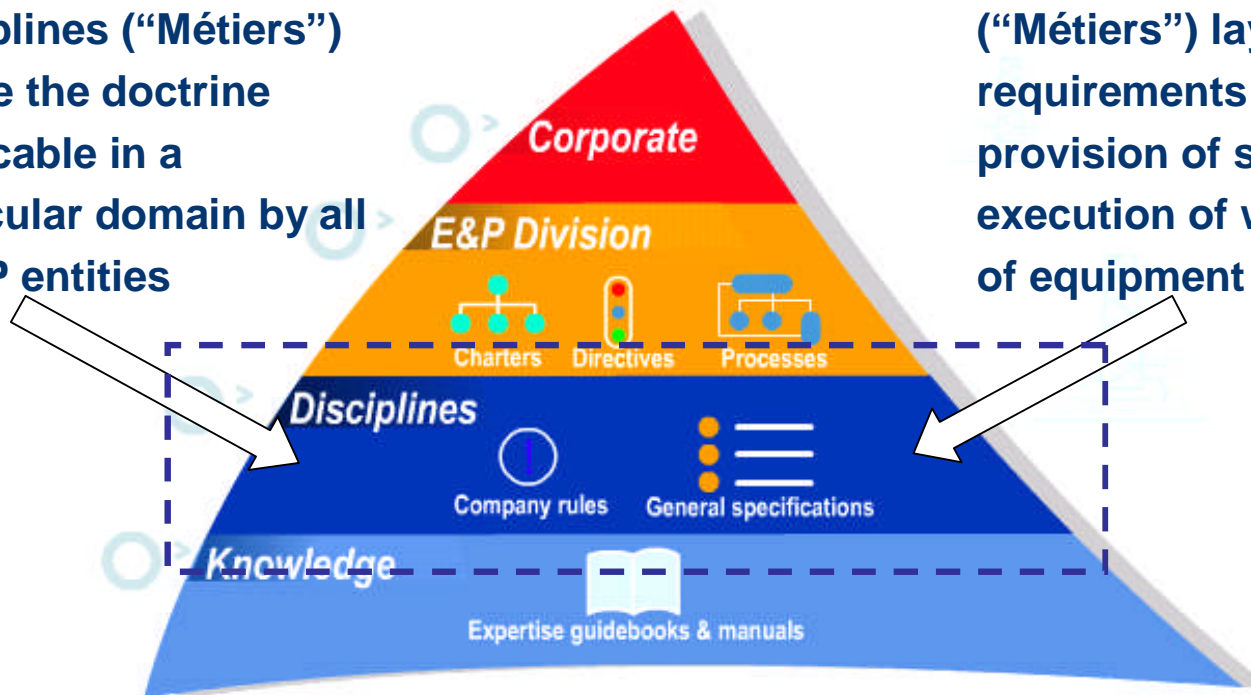 plines (“Métiers”)
e the doctrine
cable in a
cular domain by all
P entities
(“Métiers”) lay
requirements
provision of s
execution of
of equipment
Corporate
E&P Division
Charters Directives Processes
Disciplines
Company rules General specifications
Knowledge
Expertise guidebooks & manuals